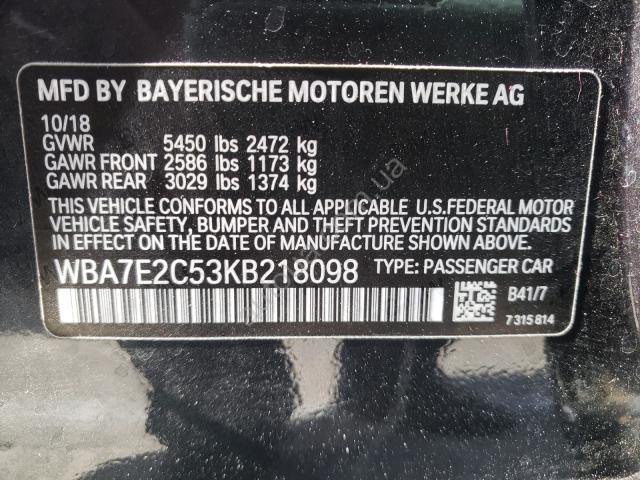 MFD BY BAYERISCHE MOTOREN WERKE AG
10/18
GVWR 5450 lbs 2472 kg
GAWR FRONT 2586 lbs 1173 kg
GAWR REAR 3029 lbs 1374 kg
THIS VEHICLE CONFORMS TO ALL APPLICABLE U.S.FEDERAL MOTOR
VEHICLE SAFETY, BUMPER AND THEFT PREVENTION STANDARDS
IN EFFECT ON THE DATE OF MANUFACTURE SHOWN ABOVE.
WBA7E2C53KB218098 TYPE: PASSENGER CAR
B41/7
7315814